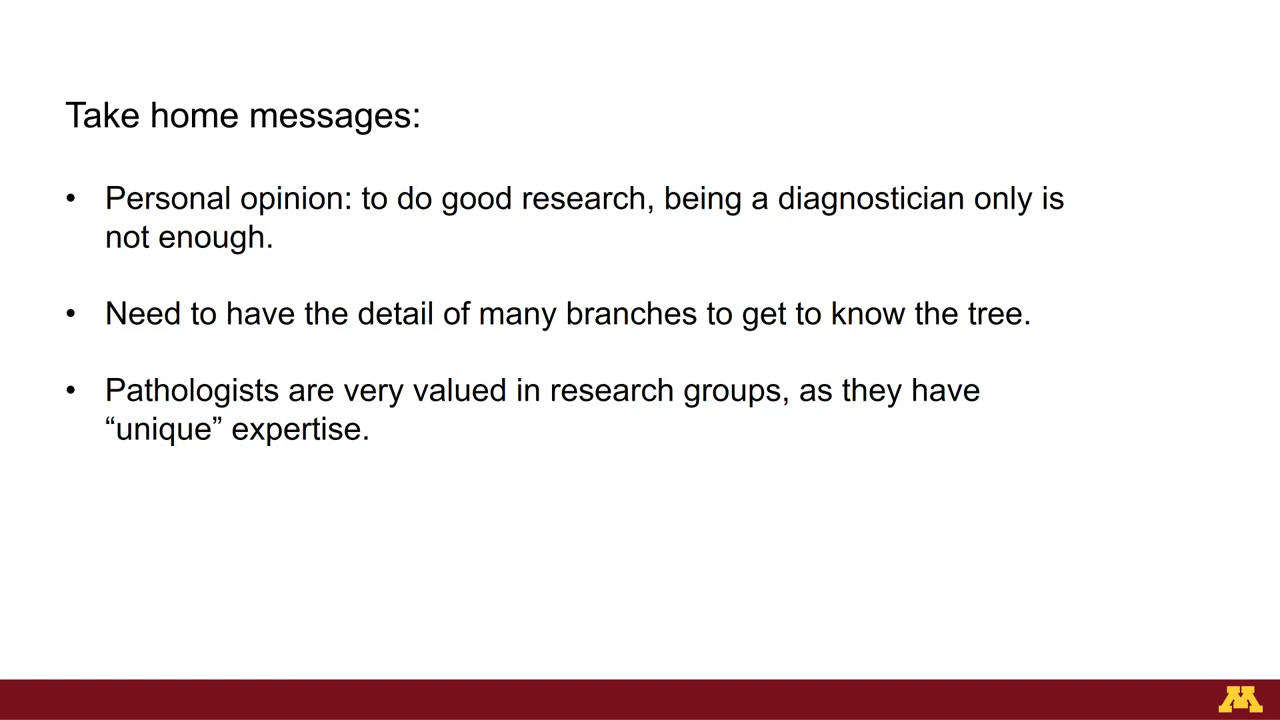 Take home messages:
• Personal opinion: to do good research, being a diagnostician only is
not enough.
• Need to have the detail of many branches to get to know the tree.
• Pathologists are very valued in research groups, as they have
“unique” expertise.
M